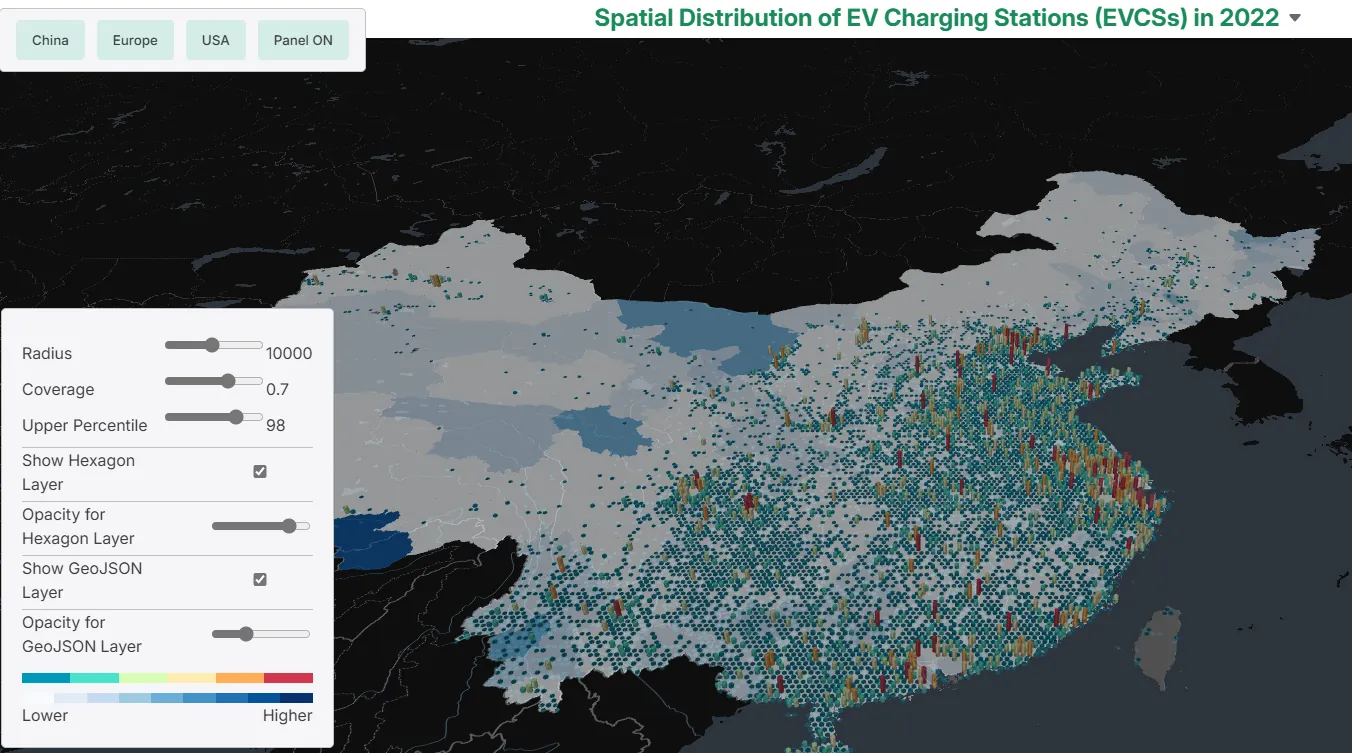 China
Europe
USA
Panel ON
Spatial Distribution of EV Charging Stations (EVCSs) in 2022
Radius
10000
Coverage
0.7
Upper Percentile
98
Show Hexagon
Layer
Opacity for
Hexagon Layer
Show GeoJSON
Layer
Opacity for
GeoJSON Layer
Lower
Higher